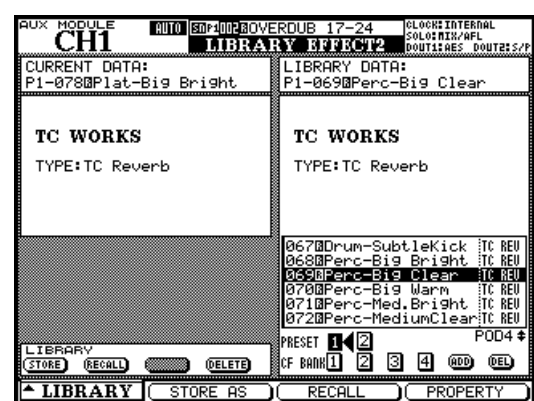 AUX MODULE
CH1
AUTO
OVERDUB 17-24
LIBRARY EFFECT2
CLOCK:INTERNAL
SOLO:MIX/AFL
DOUT1:AES DOUT2:S/P
CURRENT DATA:
P1-078 Plat-Big Bright
LIBRARY DATA:
P1-069 Perc-Big Clear
TC WORKS
TYPE:TC Reverb
TC WORKS
TYPE:TC Reverb
067 Drum-SubtleKick TC REV
068 Perc-Big Bright TC REV
069 Perc-Big Clear TC REV
070 Perc-Big Warm TC REV
071 Perc-Med.Bright TC REV
072 Perc-MediumClear TC REV
PRESET 1 2
POD4
LIBRARY
STORE RECALL DELETE
CF BANK 1 2 3 4 ADD DEL
LIBRARY STORE AS RECALL PROPERTY